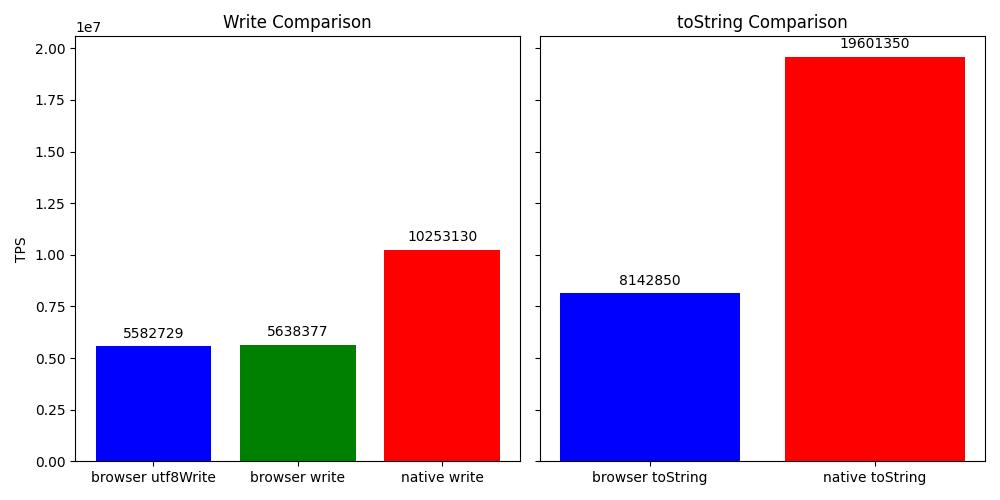 Write Comparison
toString Comparison
1e7
TPS
2.00
1.75
1.50
1.25
1.00
0.75
0.50
0.25
0.00
5582729
5638377
10253130
8142850
19601350
browser utf8Write
browser write
native write
browser toString
native toString